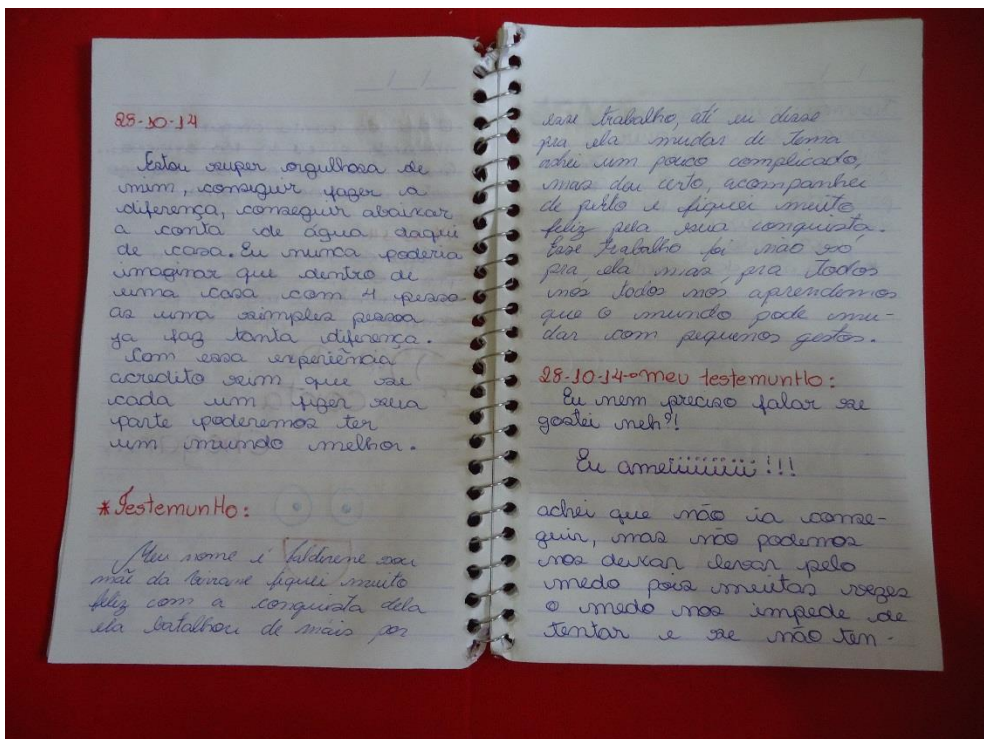 28-10-14
Estou super orgulhosa de
mim, conseguir fazer a
diferença, conseguir abaixar
a conta de água daqui
de casa. Eu nunca poderia
imaginar que dentro de
uma casa com 4 pesso
as uma simples pessoa
ja faz tanta diferença.
Com essa experiência
acredito sim que se
cada um fizer sua
parte poderemos ter
um mundo melhor.
* Testemunho:
Meu nome é sou
mãe da fiquei muito
feliz com a conquista dela
ela batalhou de mais por
esse trabalho, até eu disse
pra ela mudar de tema
achei um pouco complicado,
mas deu certo, acompanhei
de perto e fiquei muito
feliz pela sua conquista.
Esse trabalho foi não só
pra ela mas pra todos
nós todos nós aprendemos
que o mundo pode mu-
dar com pequenos gestos.
28-10-14 meu testemunho:
Eu nem preciso falar se
gostei neh?!
Eu ameiiiiiiiii!!!
achei que não ia conse-
guir, mas não podemos
nos deixar levar pelo
medo pois muitas vezes
o medo nos impede de
tentar e se não ten-